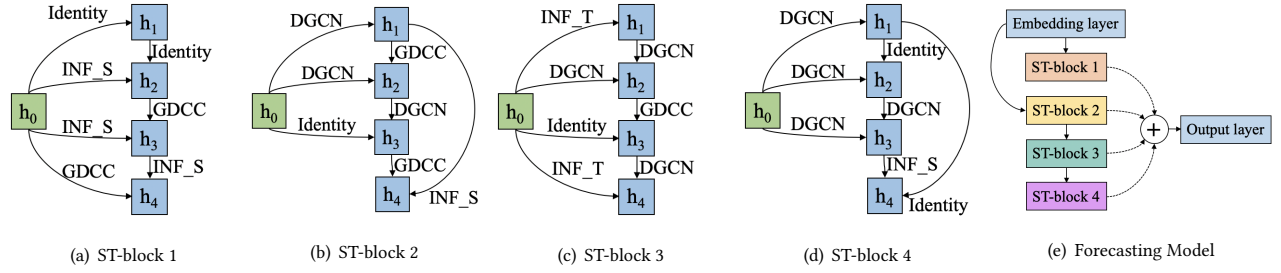 Identity
h1
Identity
INF_S
h2
GDCC
h0
INF_S
h3
GDCC
INF_S
h4
(a) ST-block 1
DGCN
h1
GDCC
DGCN
h2
h0
DGCN
Identity
h3
GDCC
h4
INF_S
(b) ST-block 2
INF_T
h1
DGCN
DGCN
h2
h0
GDCC
Identity
h3
INF_T
DGCN
h4
(c) ST-block 3
DGCN
h1
Identity
DGCN
h2
h0
DGCN
DGCN
h3
INF_S
h4
Identity
(d) ST-block 4
Embedding layer
ST-block 1
ST-block 2
+
Output layer
ST-block 3
ST-block 4
(e) Forecasting Model